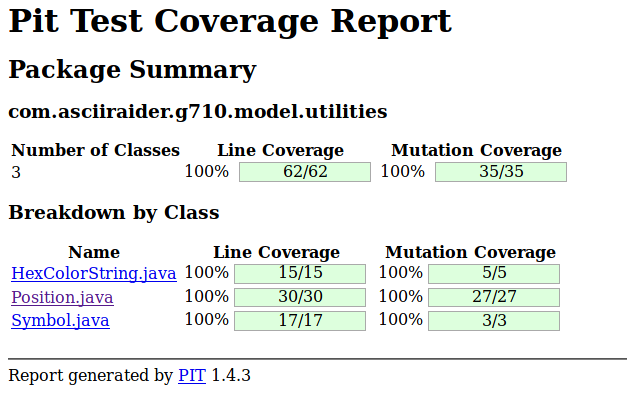 Pit Test Coverage Report
Package Summary
com.asciiraider.g710.model.utilities
Number of Classes Line Coverage Mutation Coverage
3 100% 62/62 100% 35/35
Breakdown by Class
Name Line Coverage Mutation Coverage
HexColorString.java 100% 15/15 100% 5/5
Position.java 100% 30/30 100% 27/27
Symbol.java 100% 17/17 100% 3/3
Report generated by PIT 1.4.3